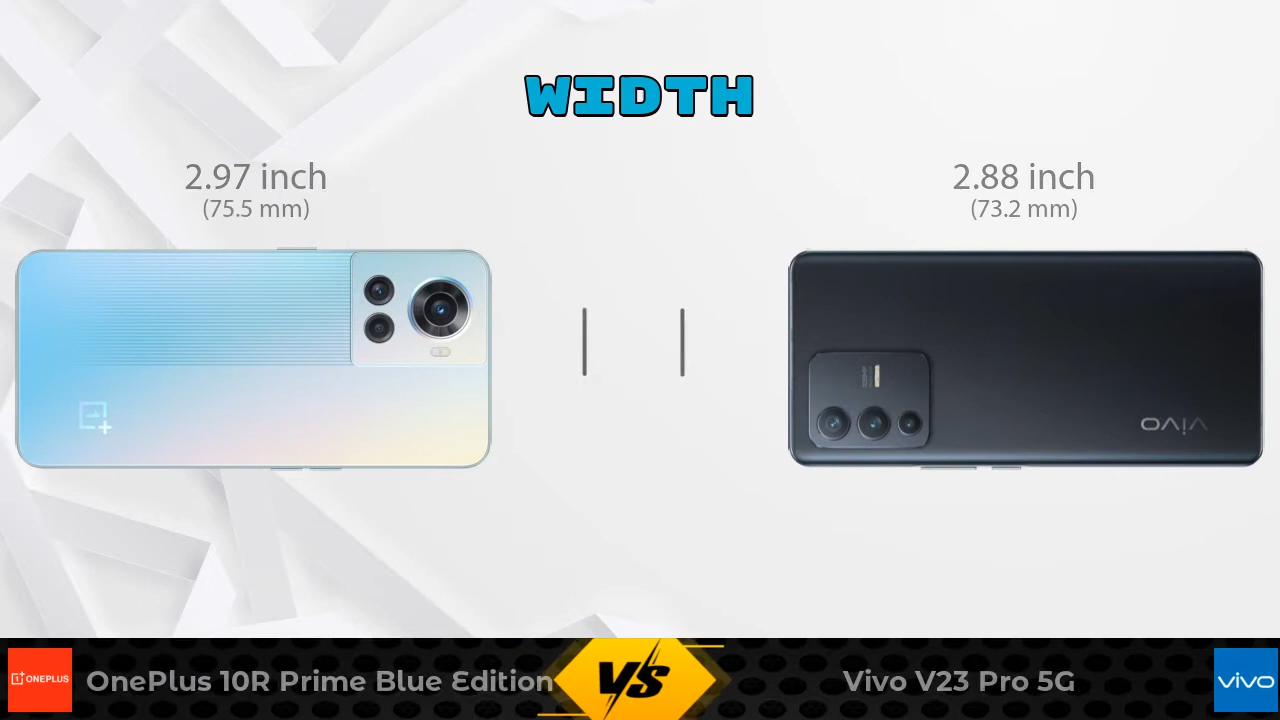 WIDTH
2.97 inch
(75.5 mm)
2.88 inch
(73.2 mm)
vivo
ONEPLUS
OnePlus 10R Prime Blue Edition
VS
Vivo V23 Pro 5G
vivo